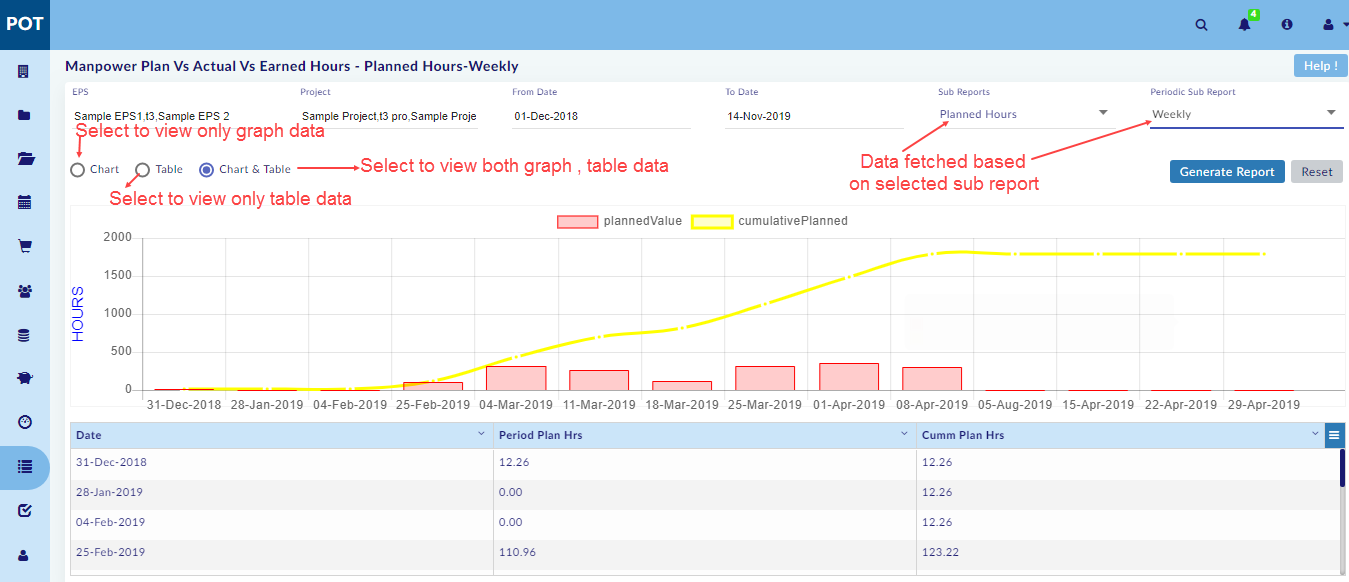 POT
4
Manpower Plan Vs Actual Vs Earned Hours - Planned Hours-Weekly
Help !
EPS
Project
From Date
To Date
Sub Reports
Periodic Sub Report
Sample EPS1,t3,Sample EPS 2
Sample Project,t3 pro,Sample Proje
01-Dec-2018
14-Nov-2019
Planned Hours
Weekly
Select to view only graph data
Chart
Table
Chart & Table
Select to view both graph , table data
Data fetched based
on selected sub report
Generate Report
Reset
Select to view only table data
plannedValue
cumulativePlanned
HOURS
2000
1500
1000
500
0
31-Dec-2018
28-Jan-2019
04-Feb-2019
25-Feb-2019
04-Mar-2019
11-Mar-2019
18-Mar-2019
25-Mar-2019
01-Apr-2019
08-Apr-2019
05-Aug-2019
15-Apr-2019
22-Apr-2019
29-Apr-2019
Date
Period Plan Hrs
Cumm Plan Hrs
31-Dec-2018
12.26
12.26
28-Jan-2019
0.00
12.26
04-Feb-2019
0.00
12.26
25-Feb-2019
110.96
123.22